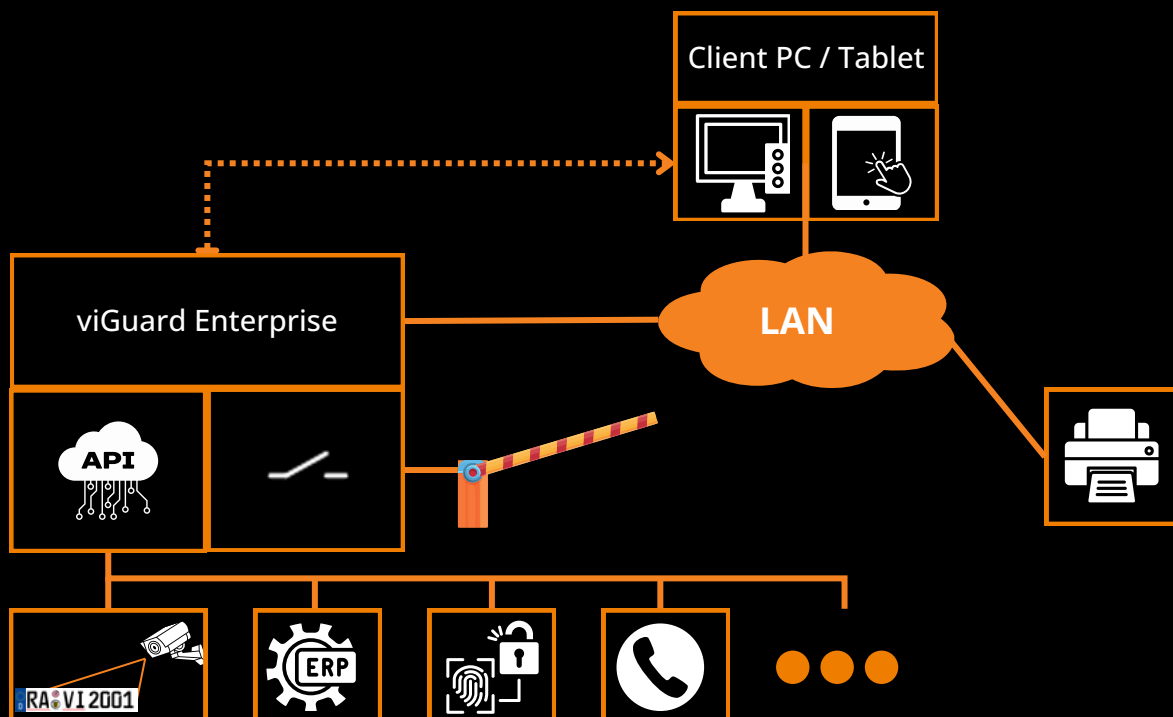 Client PC / Tablet
viGuard Enterprise
LAN
API
ERP
RA VI 2001